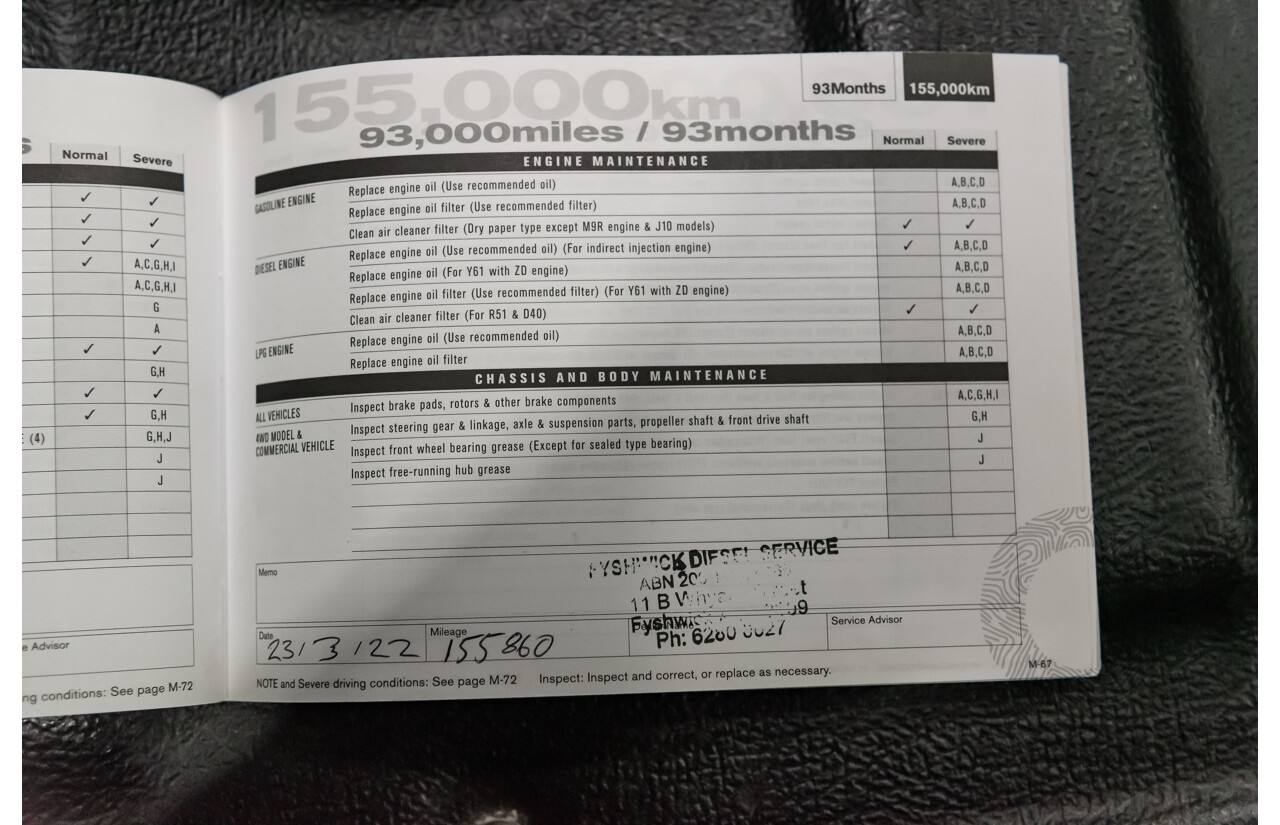 s
Normal Severe
✓ ✓
✓ ✓
✓ ✓
✓ A,C,G,H,I
A,C,G,H,I
G
A
✓ ✓
G,H
✓ ✓
✓ G,H
(4) G,H,J
J
J
e Advisor
ng conditions: See page M-72
93Months 155,000km
155,000km
93,000miles / 93months
Normal Severe
ENGINE MAINTENANCE
GASOLINE ENGINE Replace engine oil (Use recommended oil) A,B,C,D
Replace engine oil filter (Use recommended filter) A,B,C,D
Clean air cleaner filter (Dry paper type except M9R engine & J10 models) ✓ ✓
DIESEL ENGINE Replace engine oil (Use recommended oil) (For indirect injection engine) ✓ A,B,C,D
Replace engine oil (For Y61 with ZD engine) A,B,C,D
Replace engine oil filter (Use recommended filter) (For Y61 with ZD engine) A,B,C,D
Clean air cleaner filter (For R51 & D40) ✓ ✓
LPG ENGINE Replace engine oil (Use recommended oil) A,B,C,D
Replace engine oil filter A,B,C,D
CHASSIS AND BODY MAINTENANCE
ALL VEHICLES Inspect brake pads, rotors & other brake components A,C,G,H,I
4WD MODEL & COMMERCIAL VEHICLE Inspect steering gear & linkage, axle & suspension parts, propeller shaft & front drive shaft G,H
Inspect front wheel bearing grease (Except for sealed type bearing) J
Inspect free-running hub grease J
Memo
FYSHWICK DIESEL SERVICE
ABN
11 B
Fyshwick
Ph: 6280
Date 23/3/22
Mileage 155860
Service Advisor
NOTE and Severe driving conditions: See page M-72 Inspect: Inspect and correct, or replace as necessary.
M-67